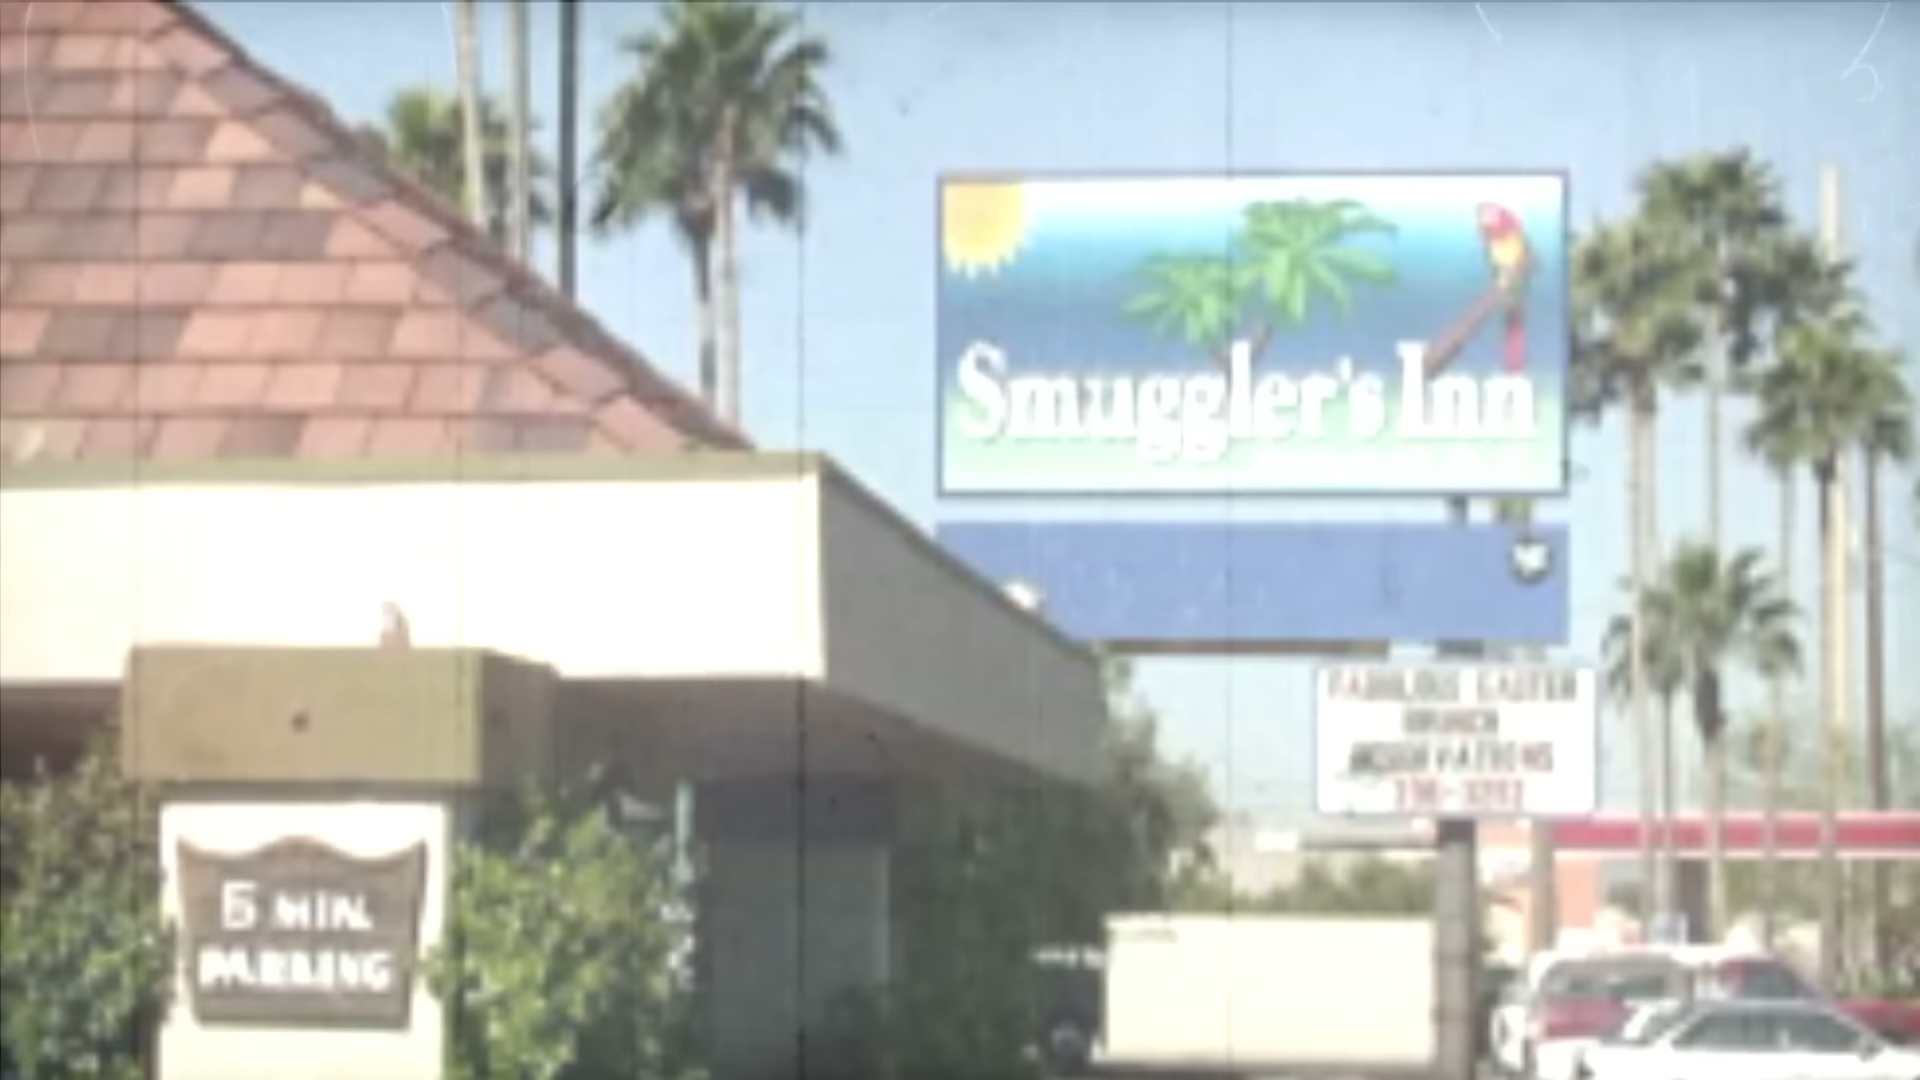 Smuggler's Inn
FABULOUS EASTER
BRUNCH
RESERVATIONS
5 MIN.
PARKING